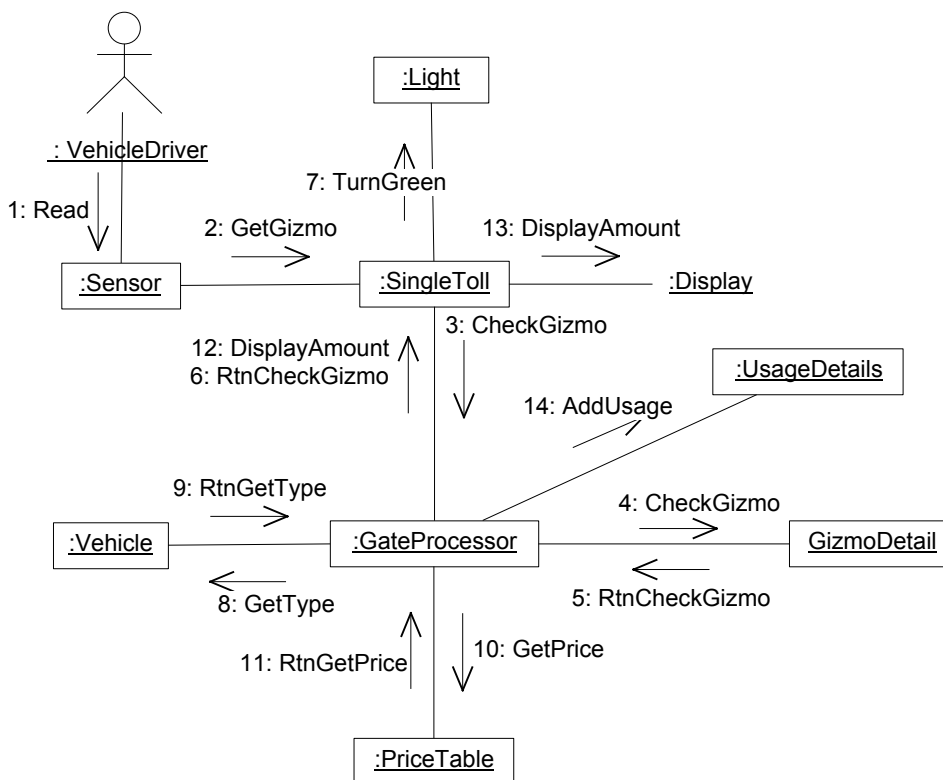 :Light
: VehicleDriver
7: TurnGreen
1: Read
2: GetGizmo
13: DisplayAmount
:Sensor
:SingleToll
:Display
3: CheckGizmo
12: DisplayAmount
6: RtnCheckGizmo
:UsageDetails
14: AddUsage
9: RtnGetType
4: CheckGizmo
:Vehicle
:GateProcessor
GizmoDetail
8: GetType
5: RtnCheckGizmo
11: RtnGetPrice
10: GetPrice
:PriceTable